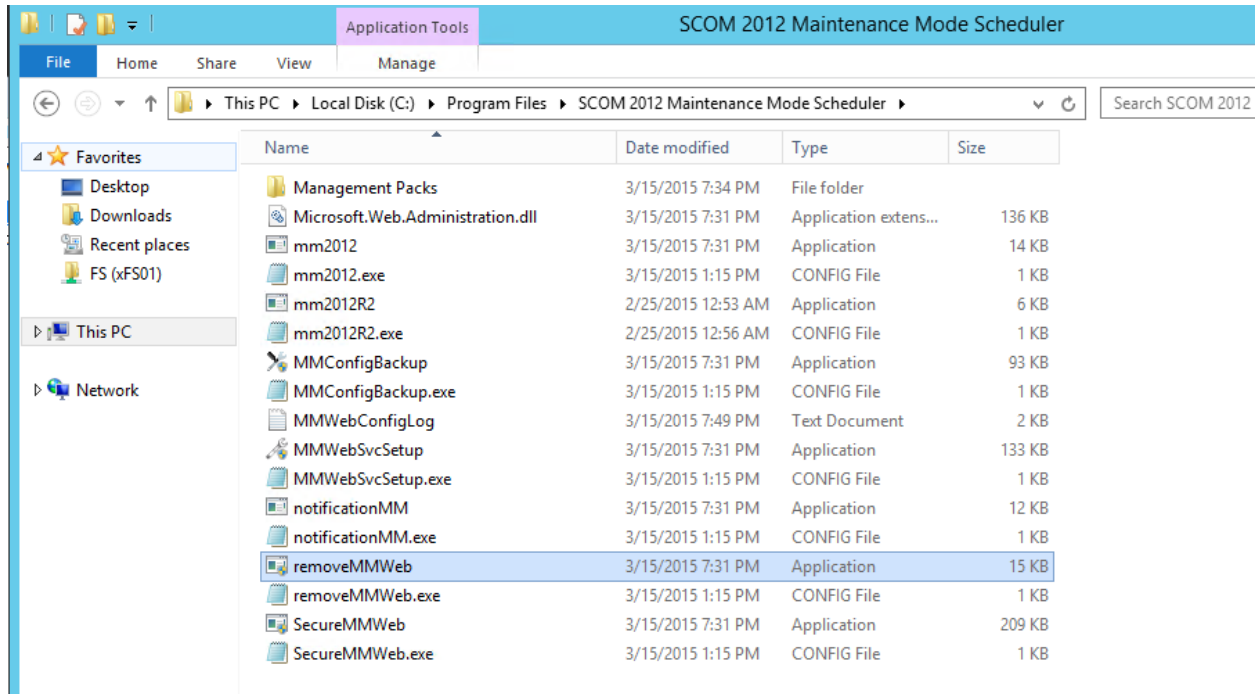 Application Tools SCOM 2012 Maintenance Mode Scheduler
File Home Share View Manage
This PC Local Disk (C:) Program Files SCOM 2012 Maintenance Mode Scheduler Search SCOM 2012
Favorites
Desktop
Downloads
Recent places
FS (xFS01)
This PC
Network
Name Date modified Type Size
Management Packs 3/15/2015 7:34 PM File folder
Microsoft.Web.Administration.dll 3/15/2015 7:31 PM Application extens... 136 KB
mm2012 3/15/2015 7:31 PM Application 14 KB
mm2012.exe 3/15/2015 1:15 PM CONFIG File 1 KB
mm2012R2 2/25/2015 12:53 AM Application 6 KB
mm2012R2.exe 2/25/2015 12:56 AM CONFIG File 1 KB
MMConfigBackup 3/15/2015 7:31 PM Application 93 KB
MMConfigBackup.exe 3/15/2015 1:15 PM CONFIG File 1 KB
MMWebConfigLog 3/15/2015 7:49 PM Text Document 2 KB
MMWebSvcSetup 3/15/2015 7:31 PM Application 133 KB
MMWebSvcSetup.exe 3/15/2015 1:15 PM CONFIG File 1 KB
notificationMM 3/15/2015 7:31 PM Application 12 KB
notificationMM.exe 3/15/2015 1:15 PM CONFIG File 1 KB
removeMMWeb 3/15/2015 7:31 PM Application 15 KB
removeMMWeb.exe 3/15/2015 1:15 PM CONFIG File 1 KB
SecureMMWeb 3/15/2015 7:31 PM Application 209 KB
SecureMMWeb.exe 3/15/2015 1:15 PM CONFIG File 1 KB